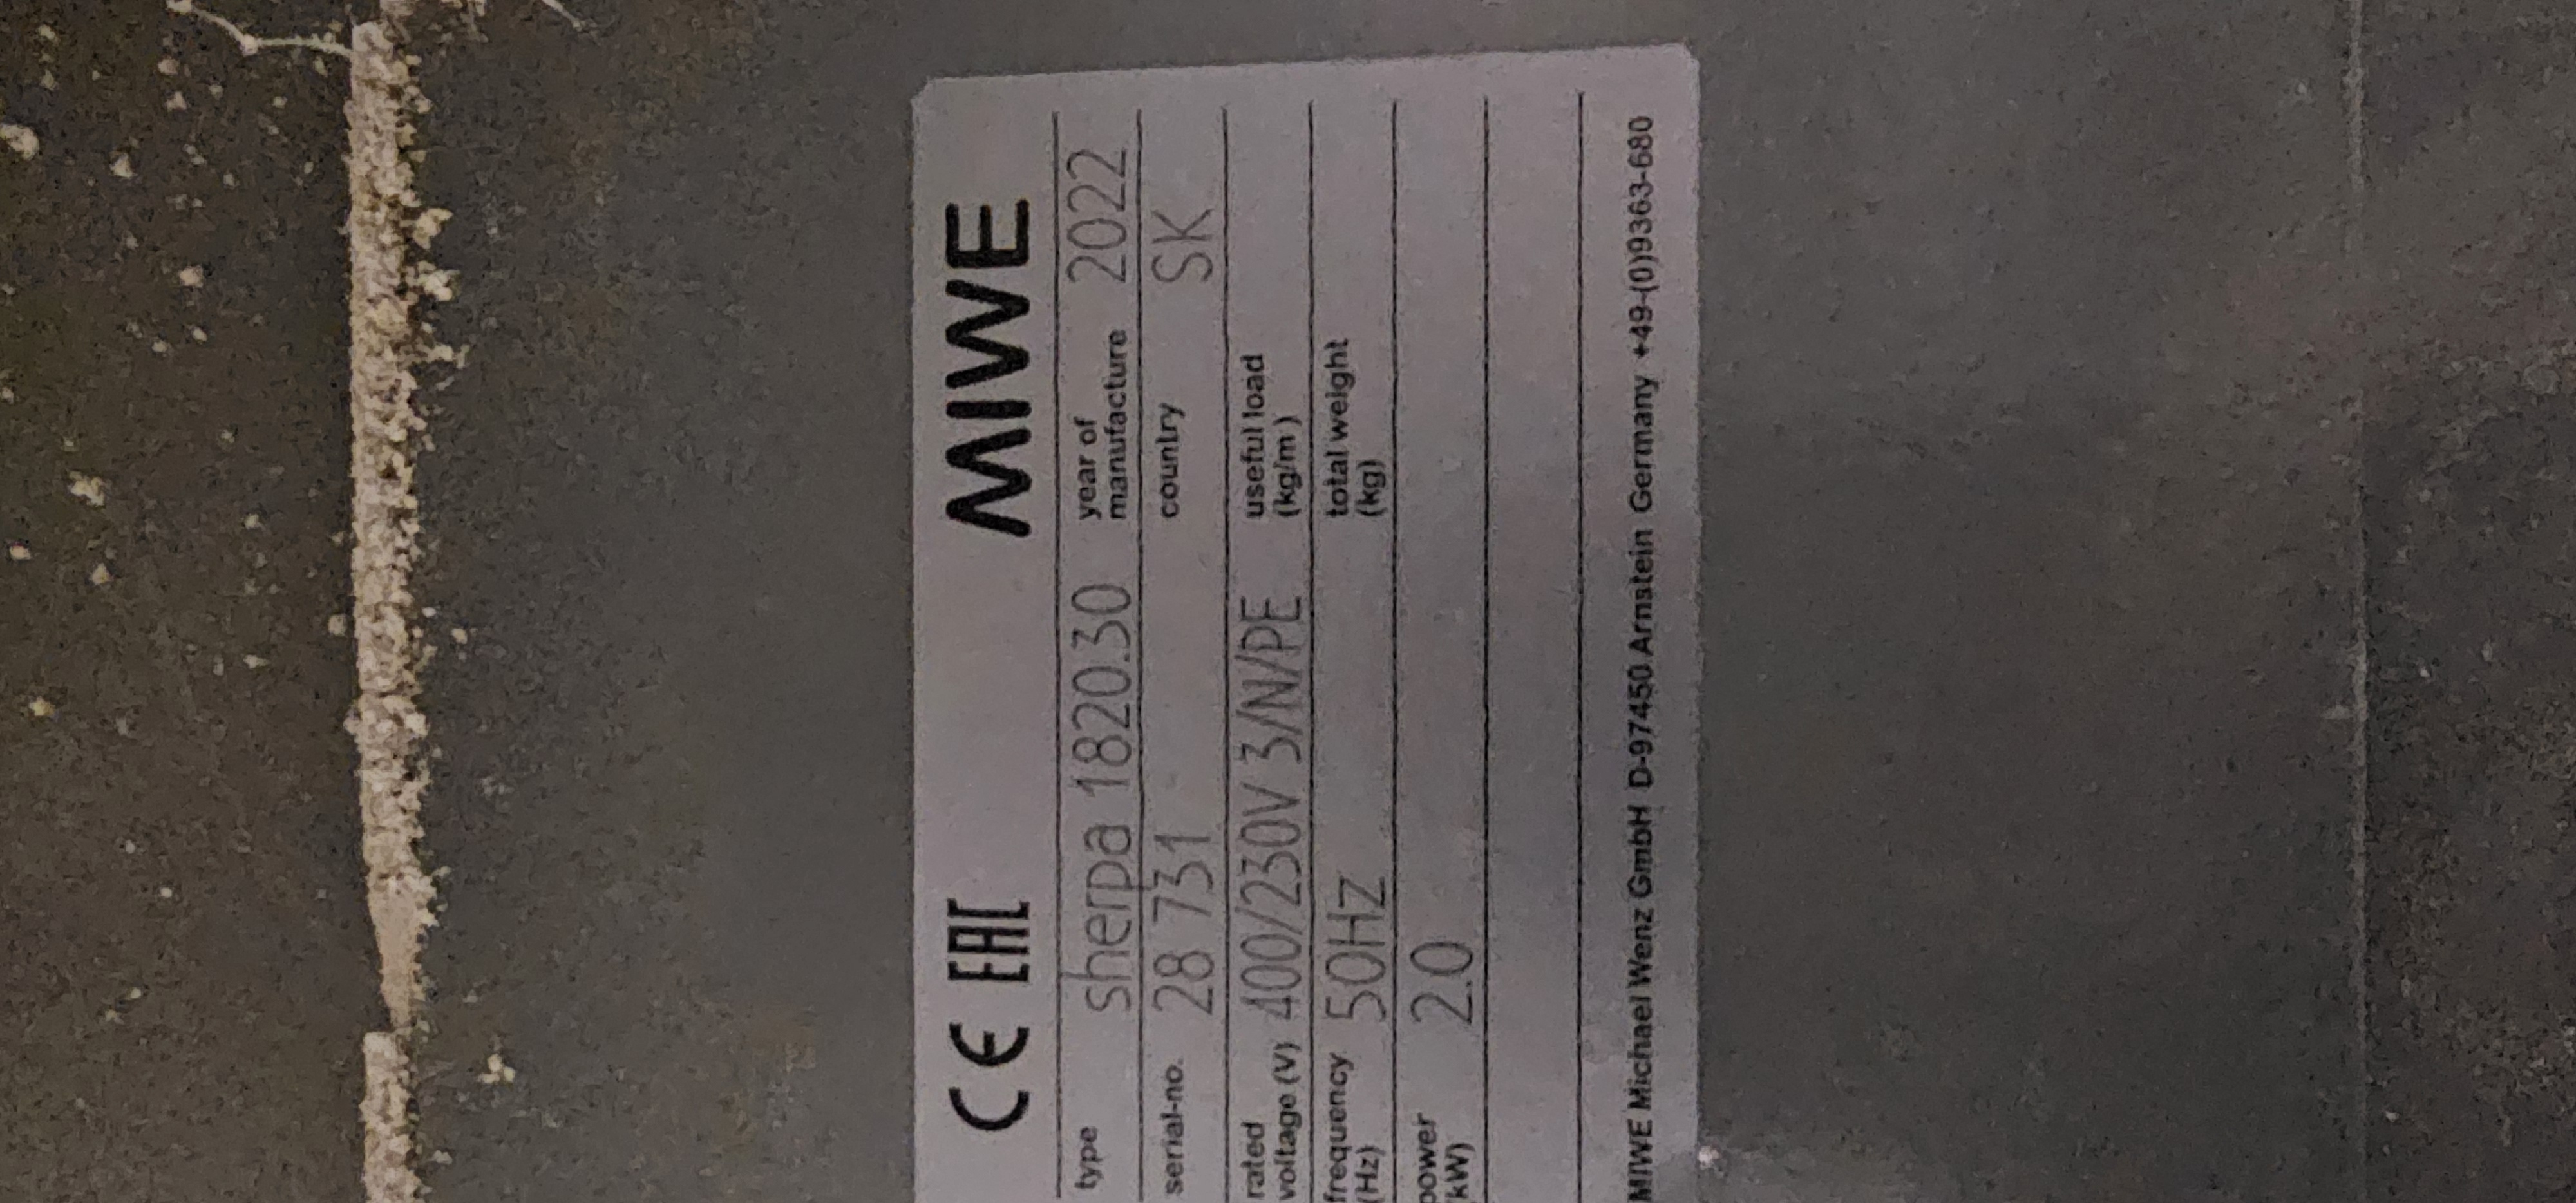 CE EAC MIWE
type sherpa 1820.30 year of manufacture 2022
serial-no. 28 731 country SK
rated voltage (V) 400/230V 3/N/PE useful load (kg/m)
frequency (Hz) 50Hz total weight (kg)
power (kW) 2.0
MIWE Michael Wenz GmbH D-97450 Arnstein Germany +49-(0)9363-680